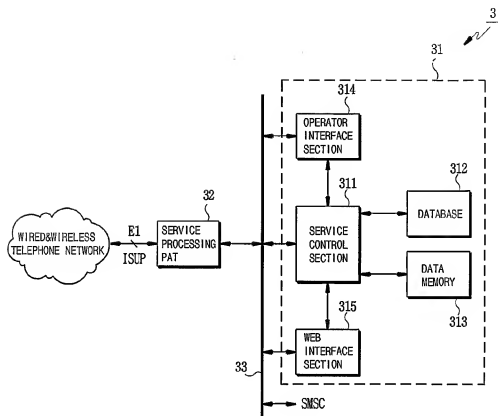 3
31
314
OPERATOR
INTERFACE
SECTION
312
311
DATABASE
32
E1
WIRED&WIRELESS
TELEPHONE NETWORK
ISUP
SERVICE
PROCESSING
PAT
SERVICE
CONTROL
SECTION
DATA
MEMORY
313
315
WEB
INTERFACE
SECTION
33
SMSC